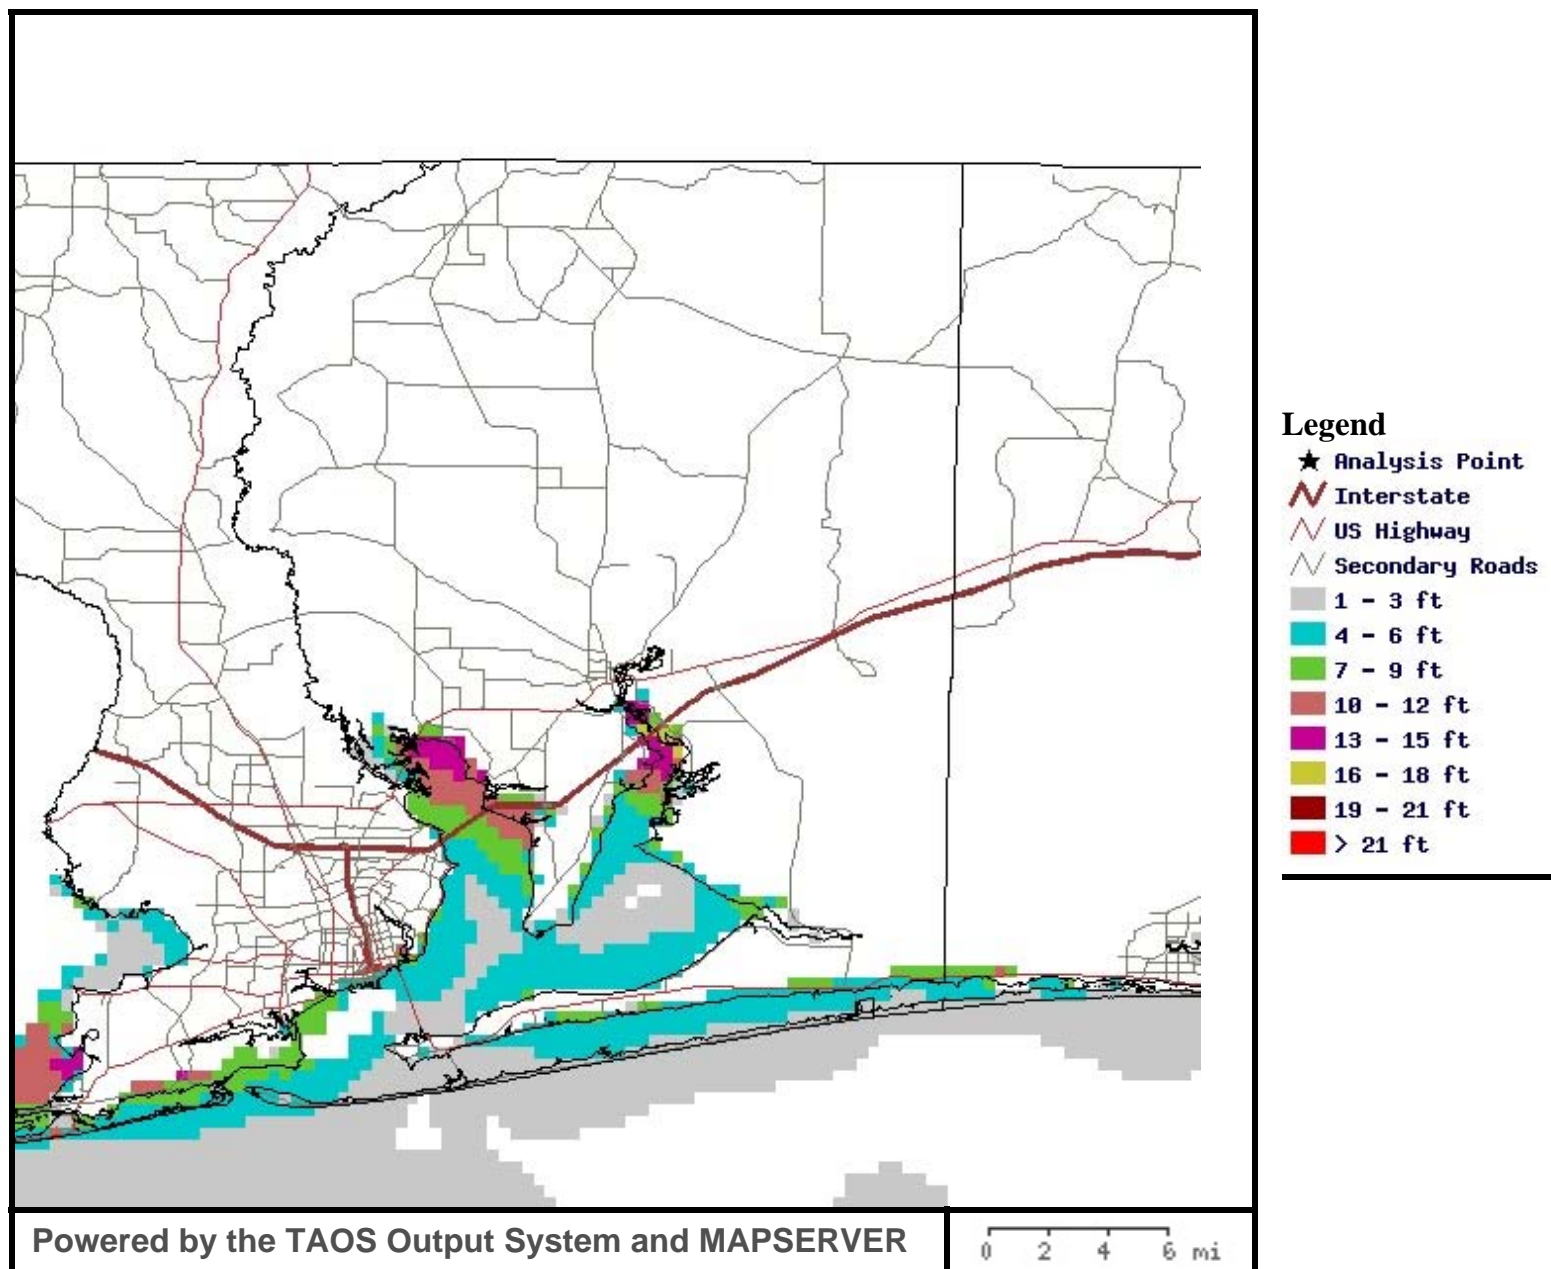 Legend
Analysis Point
Interstate
US Highway
Secondary Roads
1 - 3 ft
4 - 6 ft
7 - 9 ft
10 - 12 ft
13 - 15 ft
16 - 18 ft
19 - 21 ft
> 21 ft
Powered by the TAOS Output System and MAPSERVER
0 2 4 6 mi